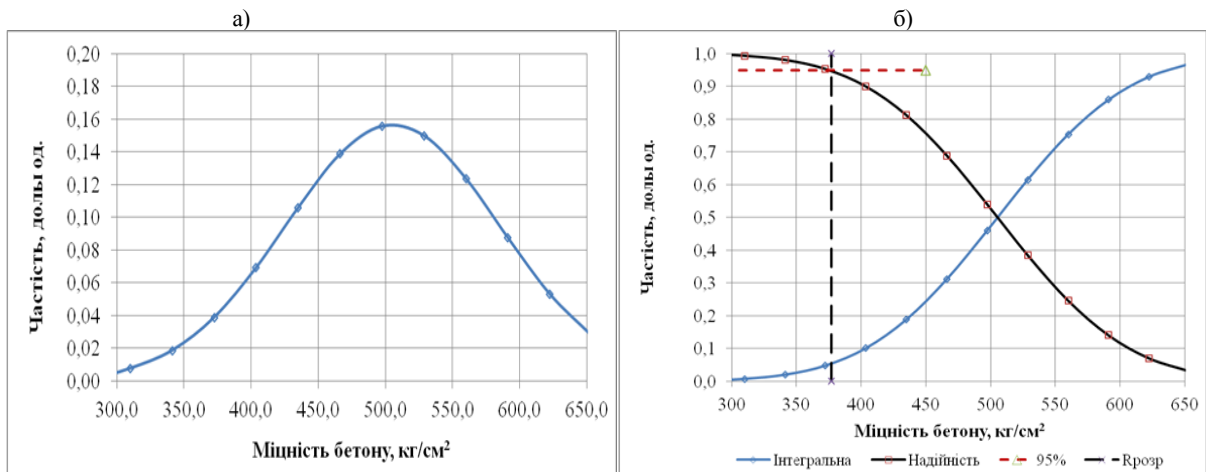 а)
Частість, долы од.
0,20
0,18
0,16
0,14
0,12
0,10
0,08
0,06
0,04
0,02
0,00
300,0 350,0 400,0 450,0 500,0 550,0 600,0 650,0
Міцність бетону, кг/см²
б)
Частість, долы од.
1,0
0,9
0,8
0,7
0,6
0,5
0,4
0,3
0,2
0,1
0,0
300 350 400 450 500 550 600 650
Міцність бетону, кг/см²
Інтегральна Надійність 95% Rрозр